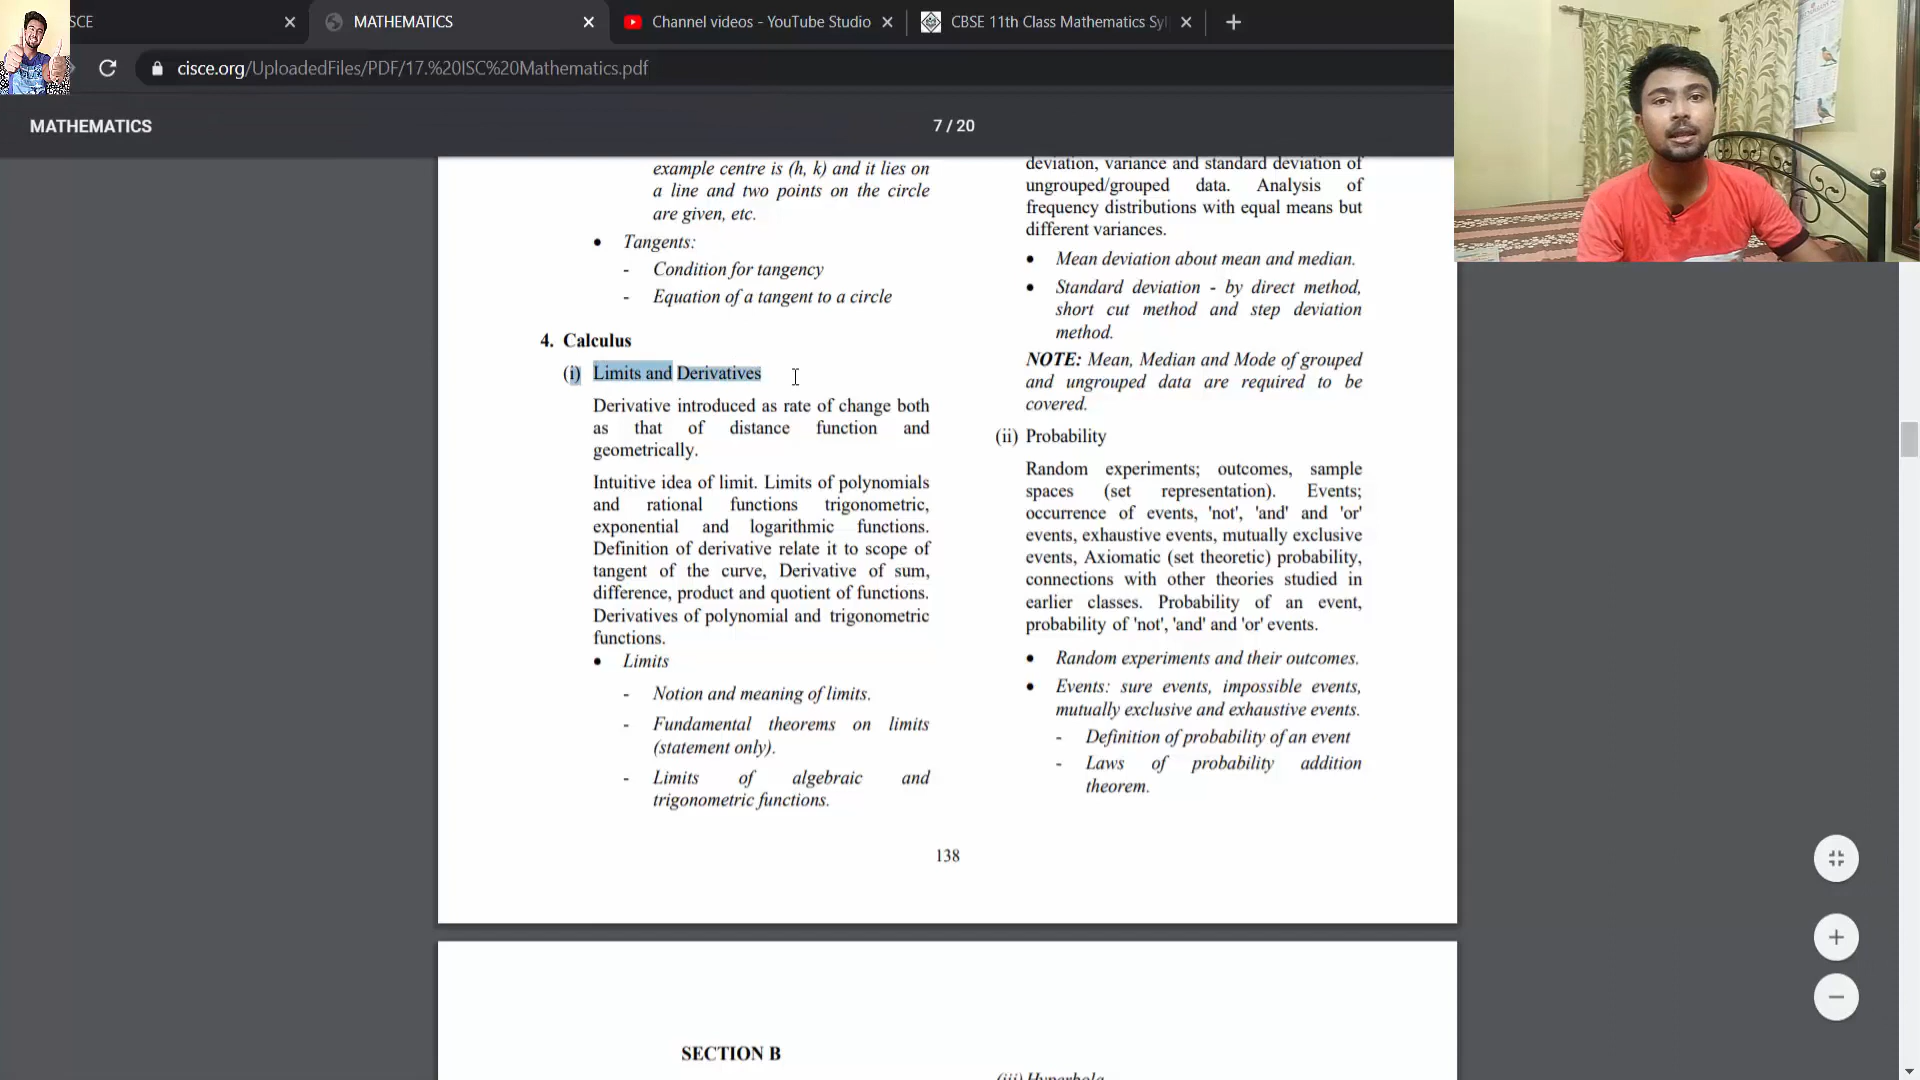 SCE
MATHEMATICS
Channel videos - YouTube Studio
CBSE 11th Class Mathematics Syl
cisce.org/UploadedFiles/PDF/17.%20ISC%20Mathematics.pdf
MATHEMATICS
7 / 20
example centre is (h, k) and it lies on
a line and two points on the circle
are given, etc.
• Tangents:
- Condition for tangency
- Equation of a tangent to a circle
4. Calculus
(i) Limits and Derivatives
Derivative introduced as rate of change both
as that of distance function and
geometrically.
Intuitive idea of limit. Limits of polynomials
and rational functions trigonometric,
exponential and logarithmic functions.
Definition of derivative relate it to scope of
tangent of the curve, Derivative of sum,
difference, product and quotient of functions.
Derivatives of polynomial and trigonometric
functions.
• Limits
- Notion and meaning of limits.
- Fundamental theorems on limits
(statement only).
- Limits of algebraic and
trigonometric functions.
deviation, variance and standard deviation of
ungrouped/grouped data. Analysis of
frequency distributions with equal means but
different variances.
• Mean deviation about mean and median.
• Standard deviation - by direct method,
short cut method and step deviation
method.
NOTE: Mean, Median and Mode of grouped
and ungrouped data are required to be
covered.
(ii) Probability
Random experiments; outcomes, sample
spaces (set representation). Events;
occurrence of events, 'not', 'and' and 'or'
events, exhaustive events, mutually exclusive
events, Axiomatic (set theoretic) probability,
connections with other theories studied in
earlier classes. Probability of an event,
probability of 'not', 'and' and 'or' events.
• Random experiments and their outcomes.
• Events: sure events, impossible events,
mutually exclusive and exhaustive events.
- Definition of probability of an event
- Laws of probability addition
theorem.
138
SECTION B
(iii) Hyperbola